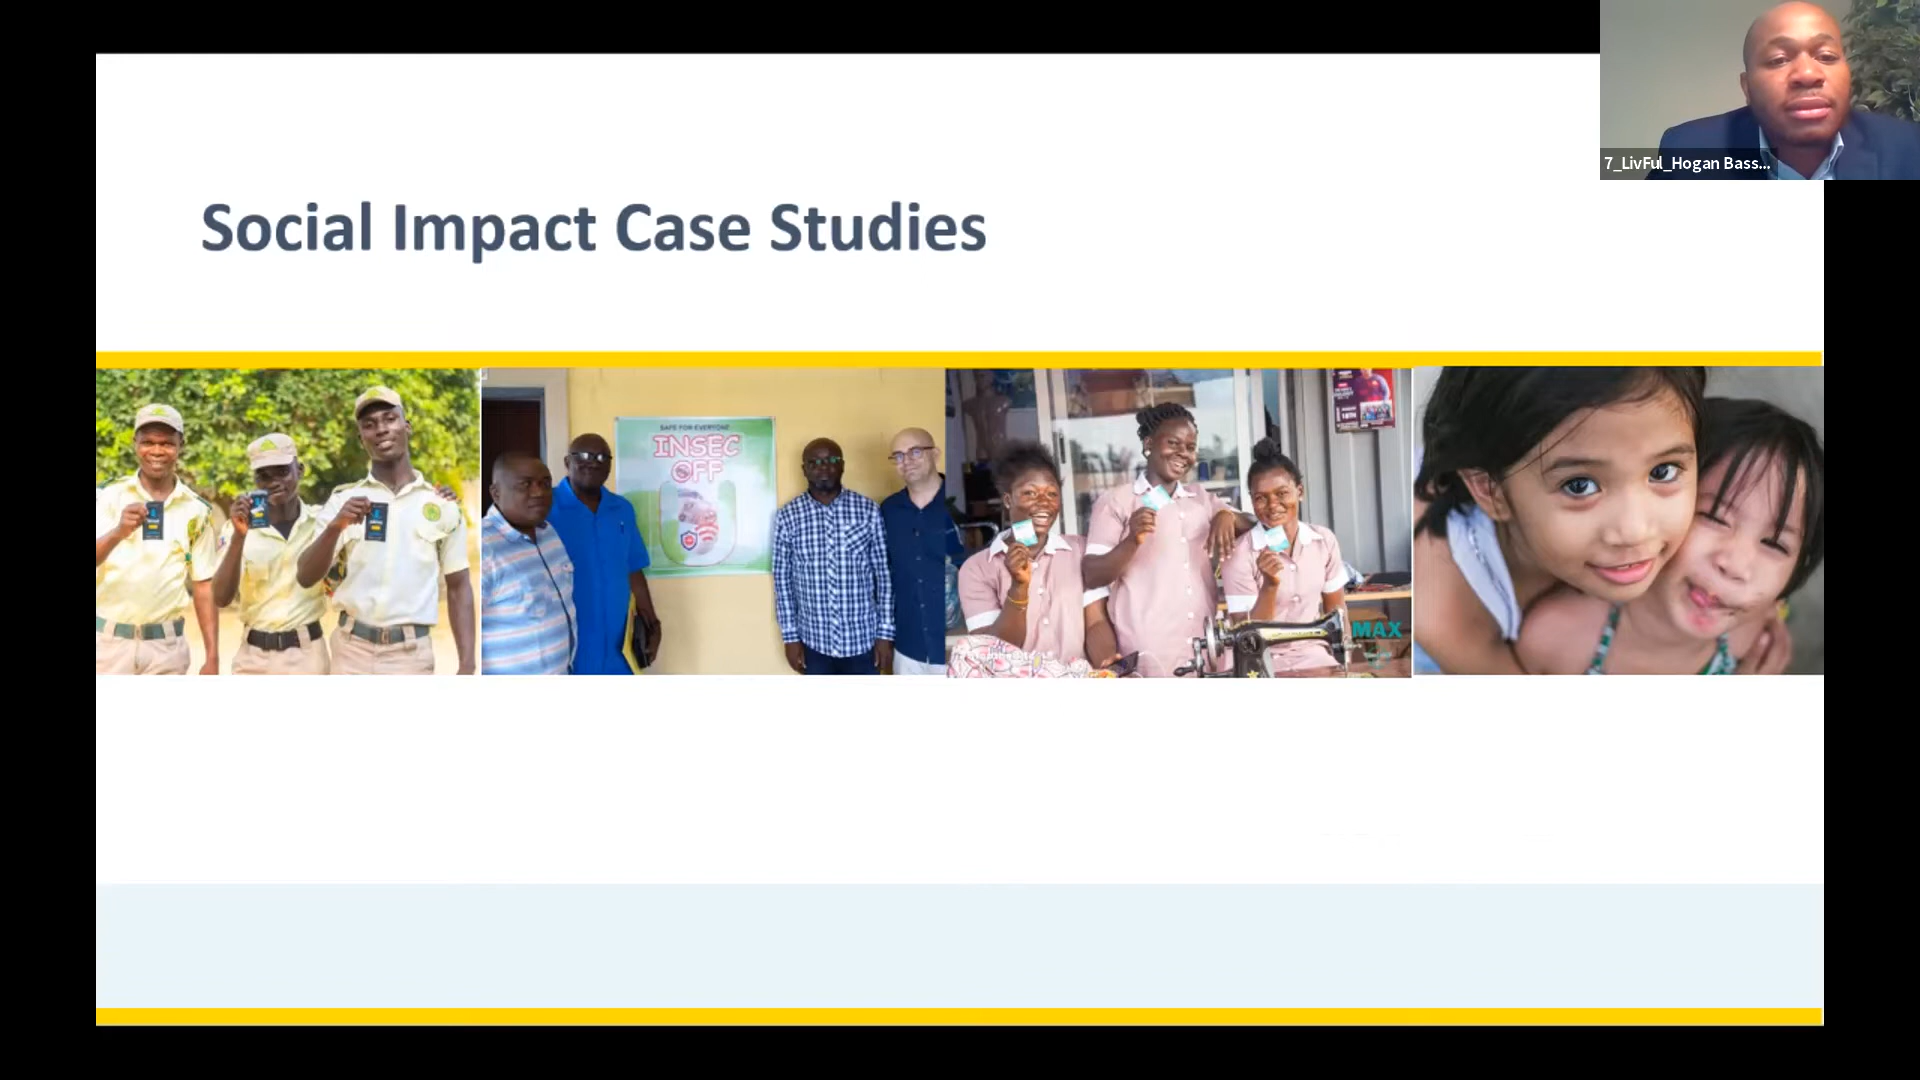 7_LivFul_Hogan Bass...
Social Impact Case Studies
SAFE FOR EVERYONE
INSEC
OFF
MAX